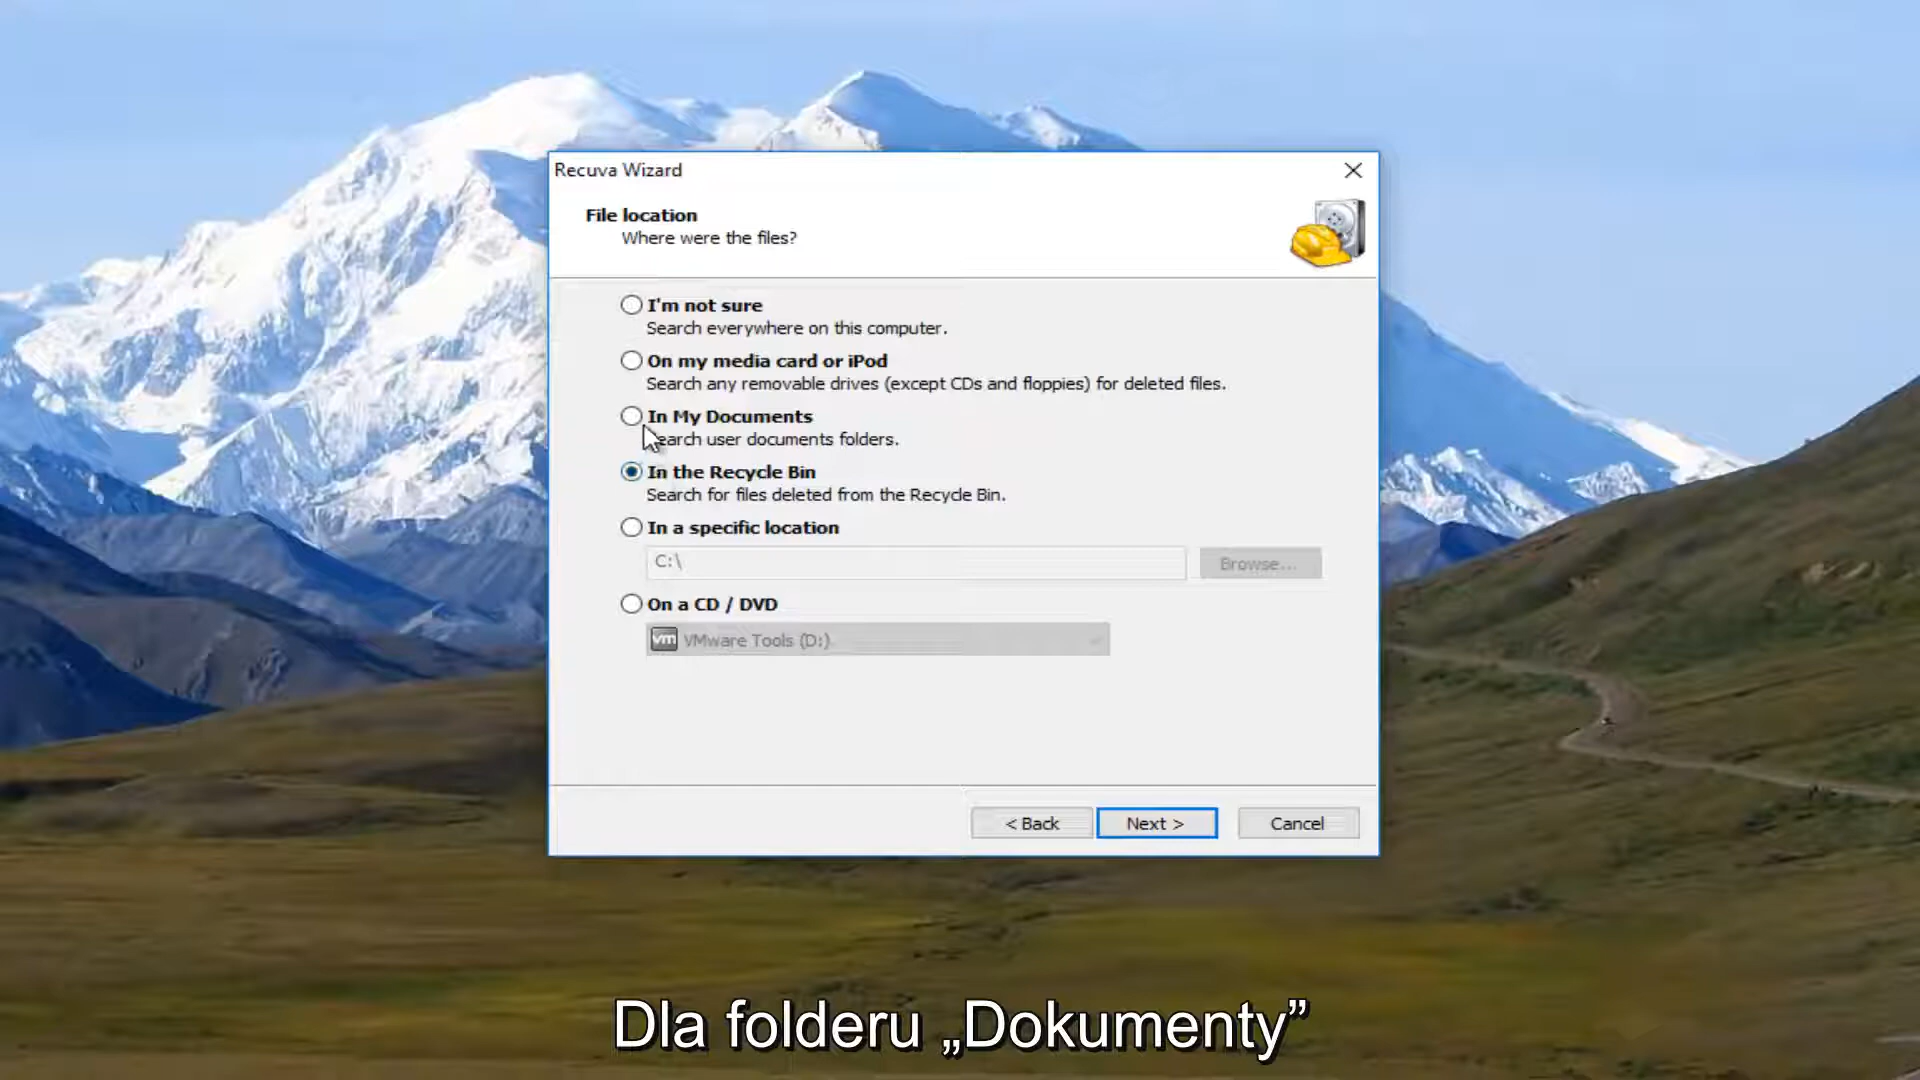 Recuva Wizard
File location
Where were the files?
I'm not sure
Search everywhere on this computer.
On my media card or iPod
Search any removable drives (except CDs and floppies) for deleted files.
In My Documents
earch user documents folders.
In the Recycle Bin
Search for files deleted from the Recycle Bin.
In a specific location
C:\
Browse...
On a CD / DVD
vm VMware Tools (D:)
< Back
Next >
Cancel
Dla folderu „Dokumenty”